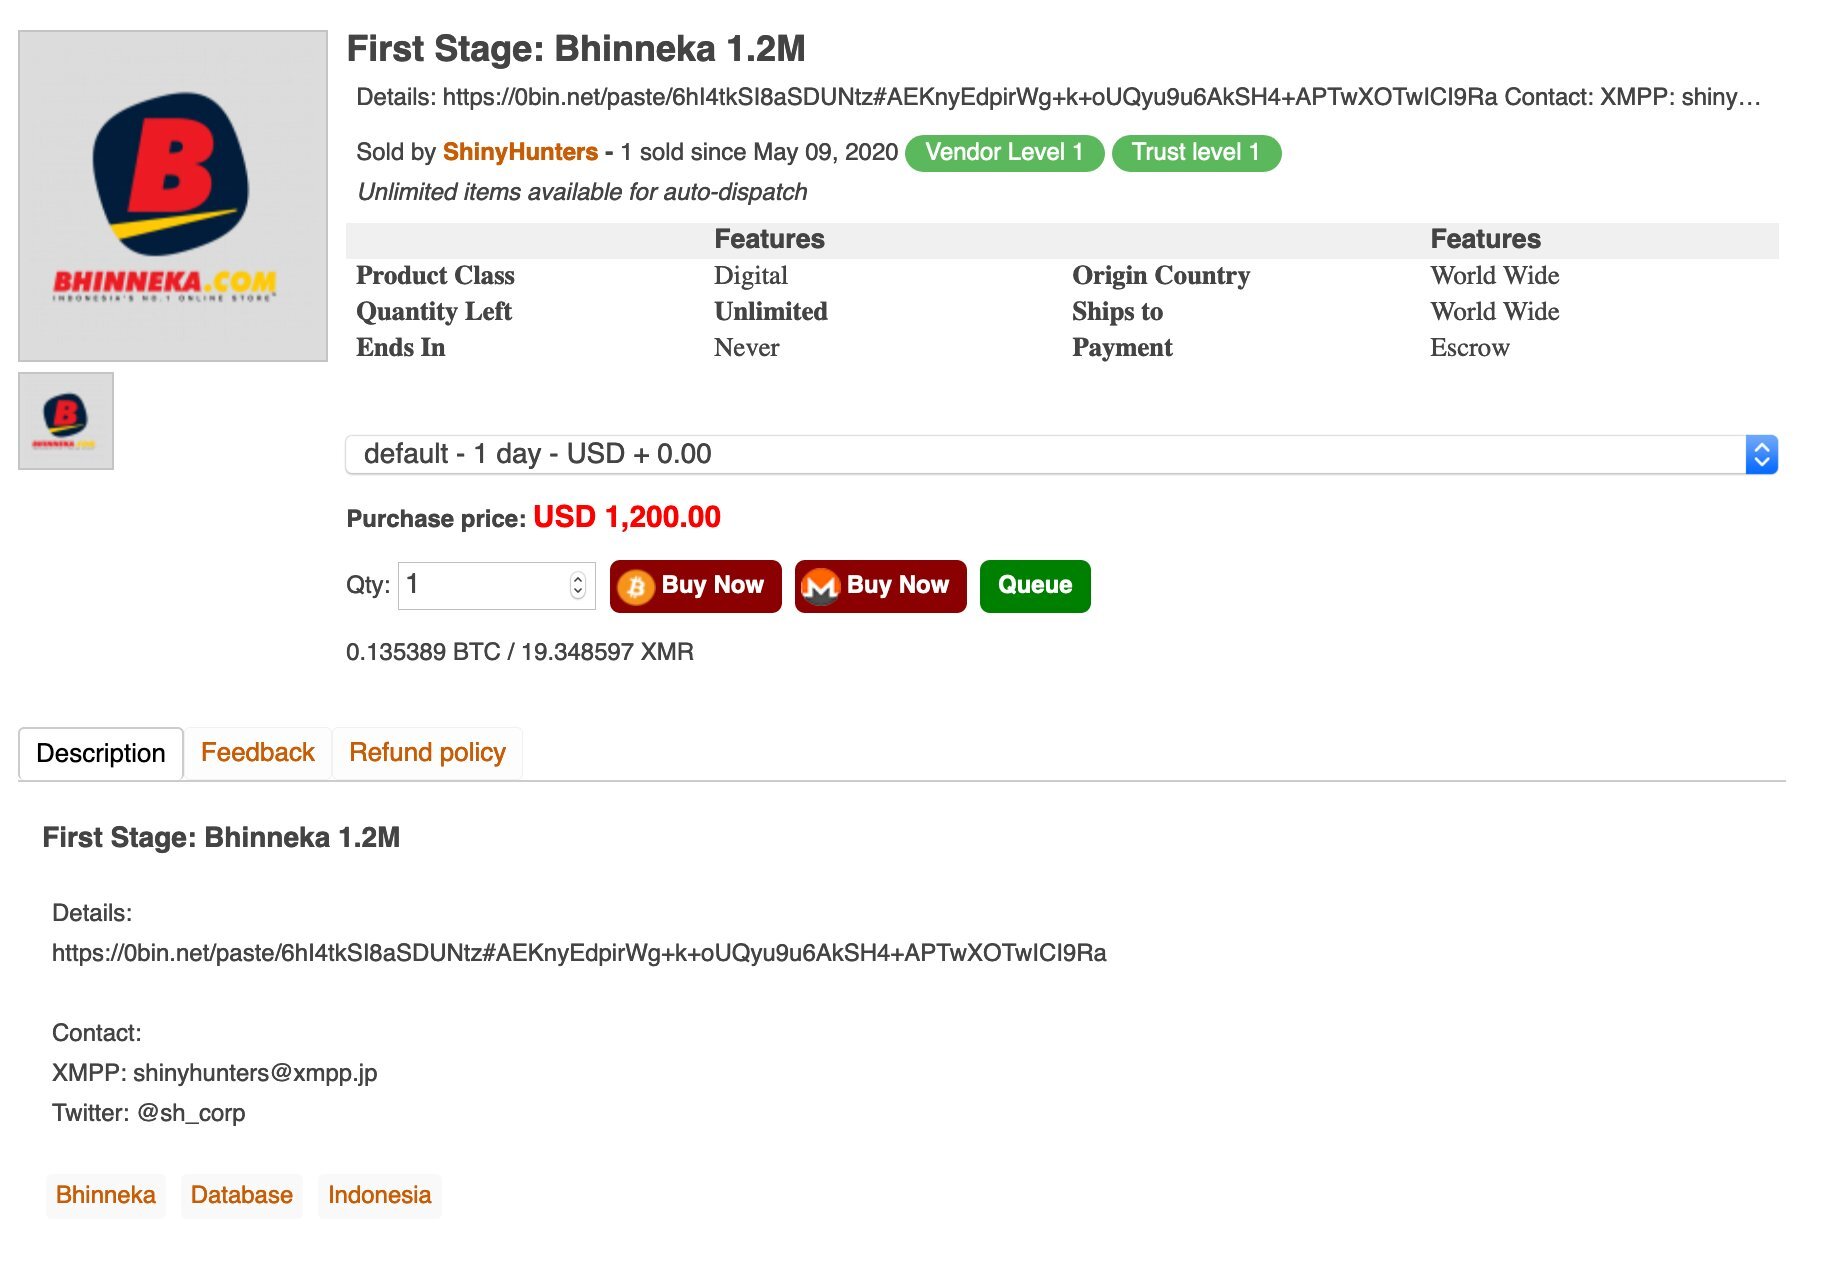 BHINNEKA.COM
INDONESIA'S NO.1 ONLINE STORE
First Stage: Bhinneka 1.2M
Details: https://0bin.net/paste/6hI4tkSI8aSDUNtz#AEKnyEdpirWg+k+oUQyu9u6AkSH4+APTwXOTwICI9Ra Contact: XMPP: shiny…
Sold by ShinyHunters - 1 sold since May 09, 2020 Vendor Level 1 Trust level 1
Unlimited items available for auto-dispatch
Features Features
Product Class Digital Origin Country World Wide
Quantity Left Unlimited Ships to World Wide
Ends In Never Payment Escrow
default - 1 day - USD + 0.00
Purchase price: USD 1,200.00
Qty: 1 Buy Now Buy Now Queue
0.135389 BTC / 19.348597 XMR
Description Feedback Refund policy
First Stage: Bhinneka 1.2M
Details:
https://0bin.net/paste/6hI4tkSI8aSDUNtz#AEKnyEdpirWg+k+oUQyu9u6AkSH4+APTwXOTwICI9Ra
Contact:
XMPP: shinyhunters@xmpp.jp
Twitter: @sh_corp
Bhinneka Database Indonesia